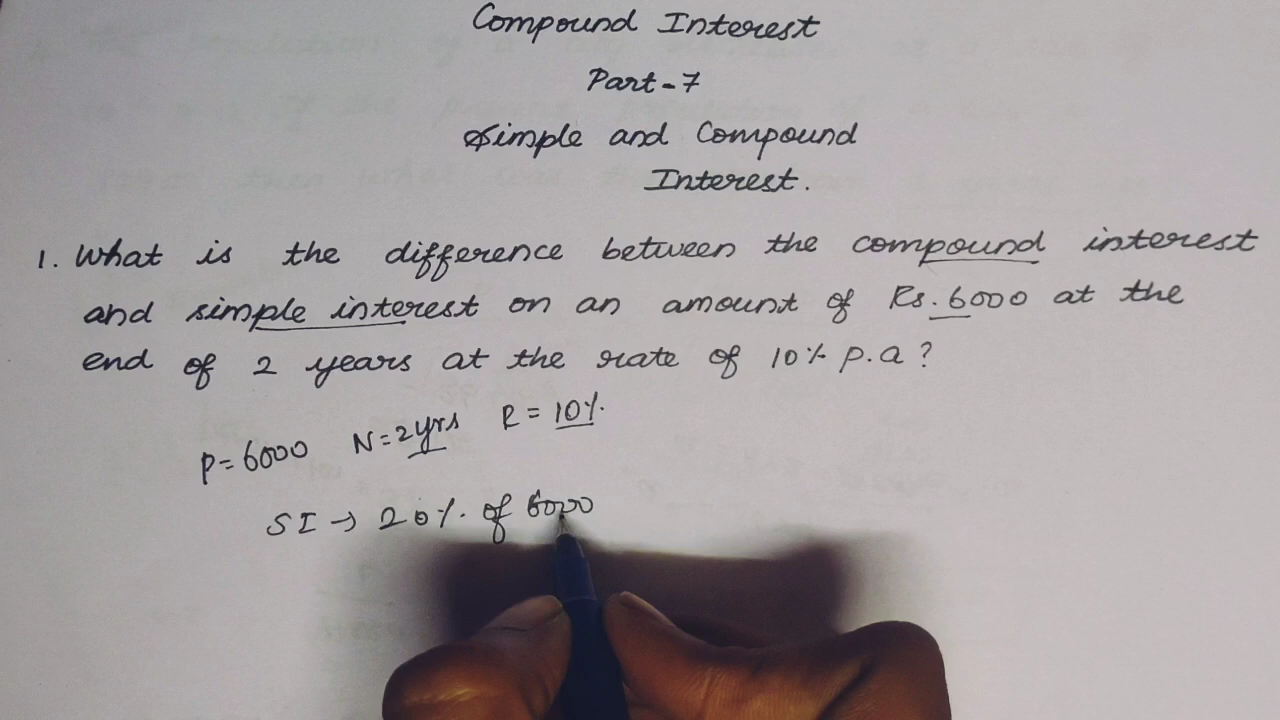 Compound Interest
Part-7
Simple and Compound
Interest.
1. What is the difference between the compound interest
and simple interest on an amount of Rs.6000 at the
end of 2 years at the rate of 10% p.a?
P=6000 N=2yrs R=10%.
SI → 20%. of 6000